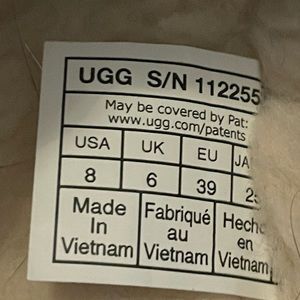 UGG S/N 112255
May be covered by Pat:
www.ugg.com/patents
USA UK EU
8 6 39
Made Fabriqué Hecho
In au en
Vietnam Vietnam Vietnam